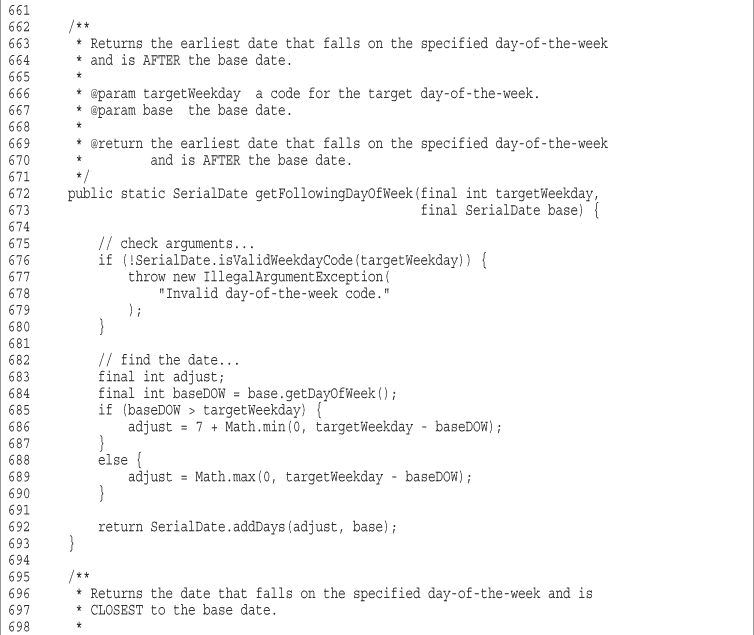 661
662     /**
663      * Returns the earliest date that falls on the specified day-of-the-week
664      * and is AFTER the base date.
665      *
666      * @param targetWeekday  a code for the target day-of-the-week.
667      * @param base  the base date.
668      *
669      * @return the earliest date that falls on the specified day-of-the-week
670      *         and is AFTER the base date.
671      */
672     public static SerialDate getFollowingDayOfWeek(final int targetWeekday,
673                                                    final SerialDate base) {
674
675         // check arguments...
676         if (!SerialDate.isValidWeekdayCode(targetWeekday)) {
677             throw new IllegalArgumentException(
678                 "Invalid day-of-the-week code."
679             );
680         }
681
682         // find the date...
683         final int adjust;
684         final int baseDOW = base.getDayOfWeek();
685         if (baseDOW > targetWeekday) {
686             adjust = 7 + Math.min(0, targetWeekday - baseDOW);
687         }
688         else {
689             adjust = Math.max(0, targetWeekday - baseDOW);
690         }
691
692         return SerialDate.addDays(adjust, base);
693     }
694
695     /**
696      * Returns the date that falls on the specified day-of-the-week and is
697      * CLOSEST to the base date.
698      *